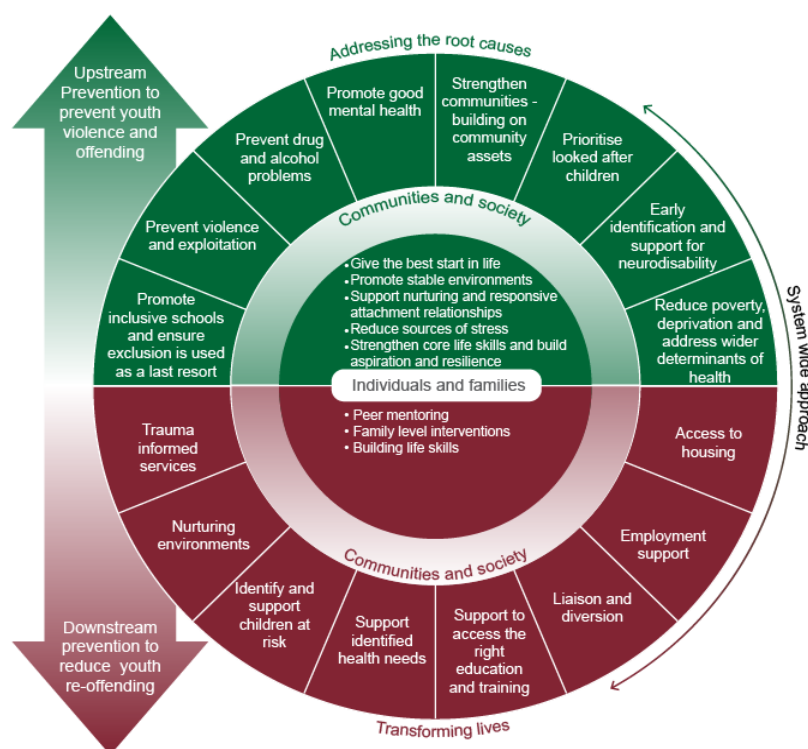 Addressing the root causes
Upstream
Prevention to
prevent youth
violence and
offending
Promote
inclusive schools
and ensure
exclusion is used
as a last resort
Prevent violence
and exploitation
Prevent drug
and alcohol
problems
Promote good
mental health
Strengthen
communities -
building on
community
assets
Prioritise
looked after
children
Early
identification and
support for
neurodisability
Reduce poverty,
deprivation and
address wider
determinants of
health
System wide approach
Communities and society
•Give the best start in life
•Promote stable environments
•Support nurturing and responsive
attachment relationships
•Reduce sources of stress
•Strengthen core life skills and build
aspiration and resilience
Individuals and families
• Peer mentoring
• Family level interventions
• Building life skills
Communities and society
Trauma
informed
services
Nurturing
environments
Identify and
support
children at
risk
Support
identified
health needs
Support to
access the
right
education
and training
Liaison and
diversion
Employment
support
Access to
housing
Downstream
prevention to
reduce youth
re-offending
Transforming lives